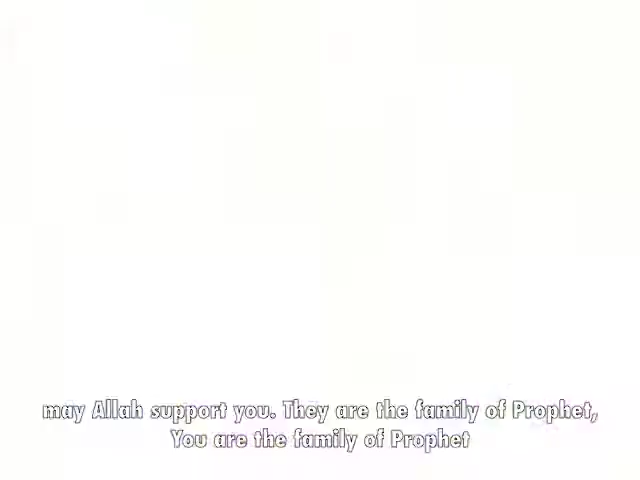 may Allah support you. They are the family of Prophet,
You are the family of Prophet